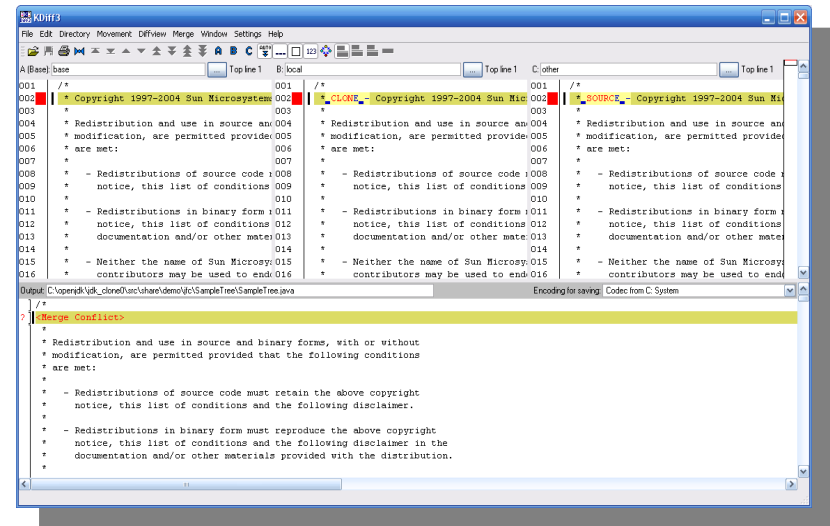 KDiff3
File Edit Directory Movement Diffview Merge Window Settings Help
A B C 123
A (Base): base ... Top line 1 B: local ... Top line 1 C: other ... Top line 1
001 /* 001 /* 001 /*
002 * Copyright 1997-2004 Sun Microsystems 002 *_CLONE_- Copyright 1997-2004 Sun Mic 002 *_SOURCE_- Copyright 1997-2004 Sun Mic
003 * 003 * 003 *
004 * Redistribution and use in source an 004 * Redistribution and use in source an 004 * Redistribution and use in source an
005 * modification, are permitted provide 005 * modification, are permitted provide 005 * modification, are permitted provide
006 * are met: 006 * are met: 006 * are met:
007 * 007 * 007 *
008 * - Redistributions of source code 008 * - Redistributions of source code 008 * - Redistributions of source code
009 * notice, this list of conditions 009 * notice, this list of conditions 009 * notice, this list of conditions
010 * 010 * 010 *
011 * - Redistributions in binary form 011 * - Redistributions in binary form 011 * - Redistributions in binary form
012 * notice, this list of conditions 012 * notice, this list of conditions 012 * notice, this list of conditions
013 * documentation and/or other mate 013 * documentation and/or other mate 013 * documentation and/or other mate
014 * 014 * 014 *
015 * - Neither the name of Sun Microsy 015 * - Neither the name of Sun Microsy 015 * - Neither the name of Sun Microsy
016 * contributors may be used to end 016 * contributors may be used to end 016 * contributors may be used to end
Output: C:\openjdk\jdk_clone0\src\share\demo\jfc\SampleTree\SampleTree.java Encoding for saving: Codec from C: System
/*
? <Merge Conflict>
*
* Redistribution and use in source and binary forms, with or without
* modification, are permitted provided that the following conditions
* are met:
*
* - Redistributions of source code must retain the above copyright
* notice, this list of conditions and the following disclaimer.
*
* - Redistributions in binary form must reproduce the above copyright
* notice, this list of conditions and the following disclaimer in the
* documentation and/or other materials provided with the distribution.
*